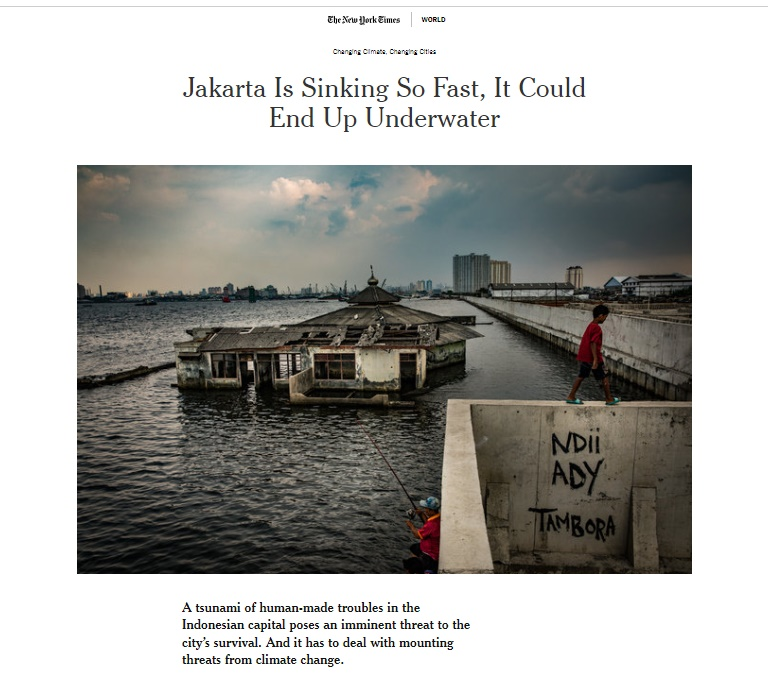 The New York Times
WORLD
Changing Climate, Changing Cities
Jakarta Is Sinking So Fast, It Could
End Up Underwater
NDii
ADY
TAMBORA
A tsunami of human-made troubles in the
Indonesian capital poses an imminent threat to the
city's survival. And it has to deal with mounting
threats from climate change.